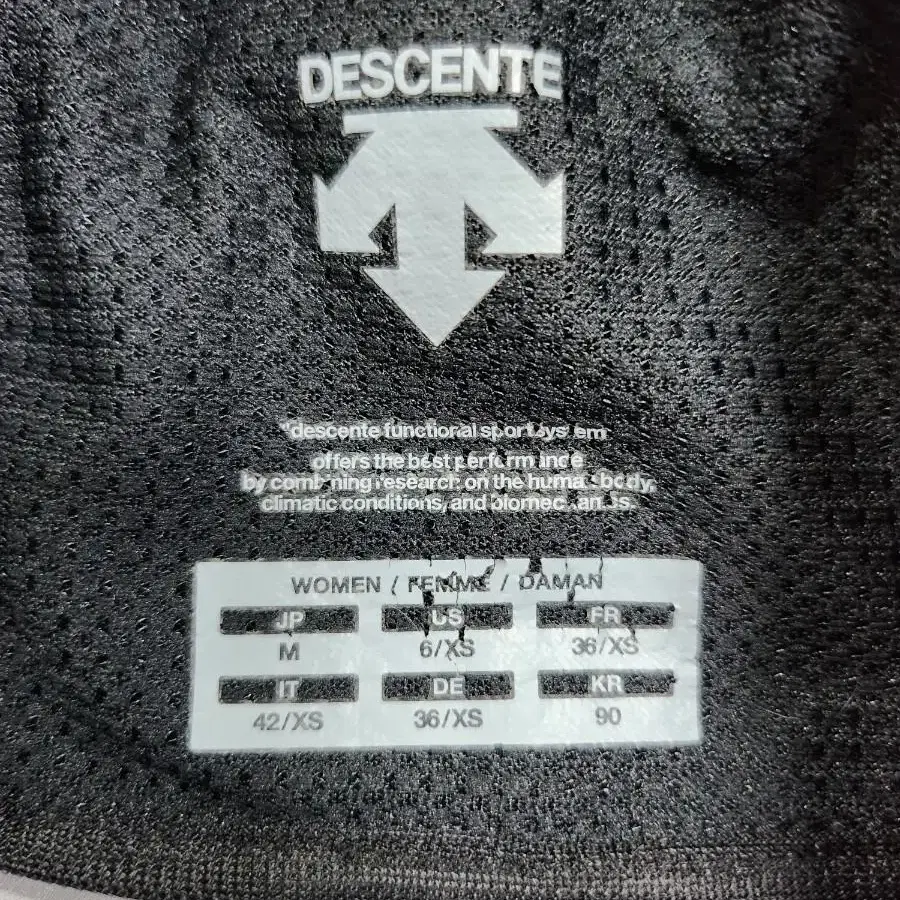 DESCENTE
"descente functional sport system
offers the best performance
by combining research on the human body,
climatic conditions, and biomechanics.
WOMEN / FEMME / DAMAN
JP US FR
M 6/XS 36/XS
IT DE KR
42/XS 36/XS 90